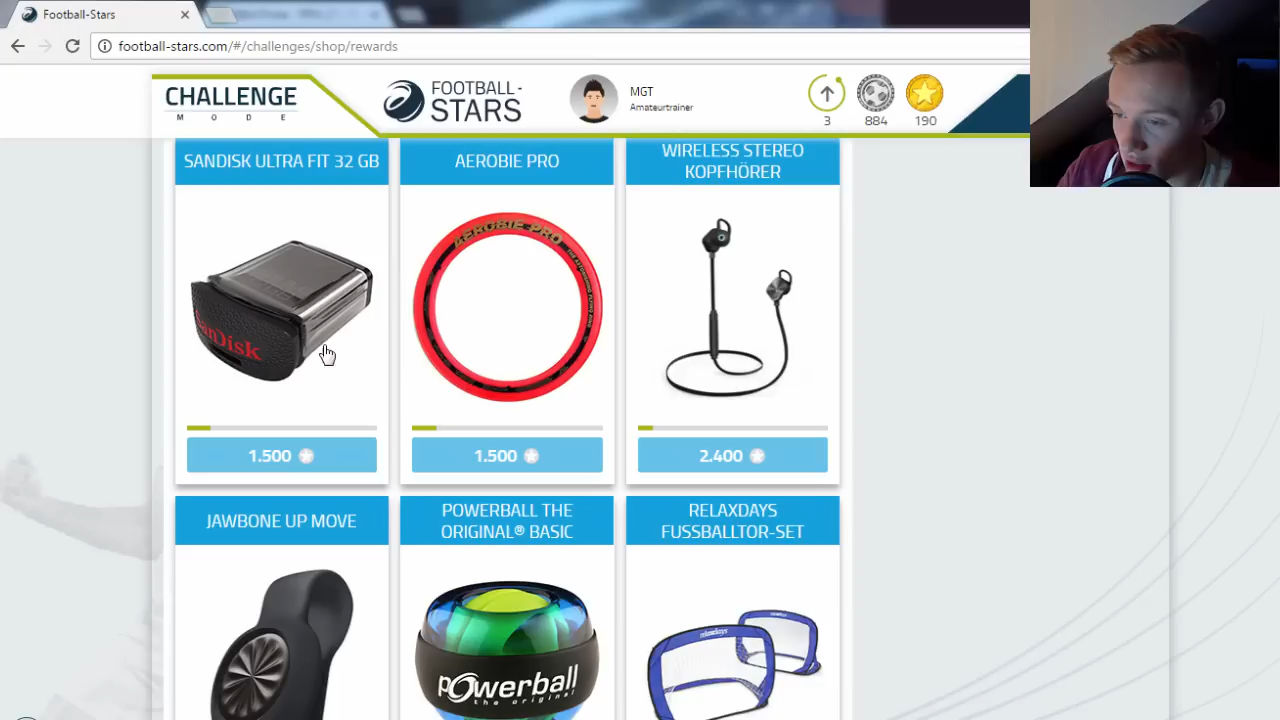 Football-Stars
football-stars.com/#/challenges/shop/rewards
CHALLENGE
MODE
FOOTBALL-
STARS
MGT
Amateurtrainer
3
884
190
SANDISK ULTRA FIT 32 GB
AEROBIE PRO
WIRELESS STEREO
KOPFHÖRER
SanDisk
AEROBIE PRO
1.500
1.500
2.400
JAWBONE UP MOVE
POWERBALL THE
ORIGINAL® BASIC
RELAXDAYS
FUSSBALLTOR-SET
relaxdays
powerball
the original